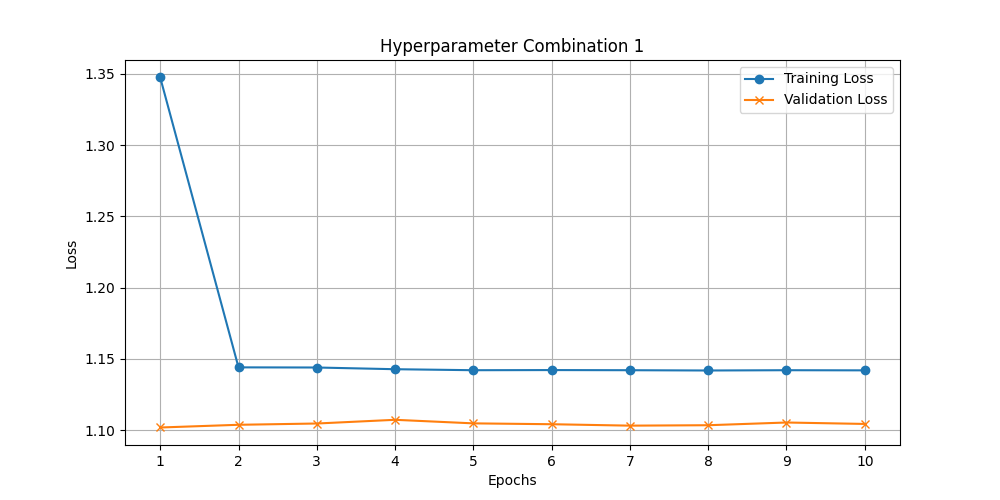 Hyperparameter Combination 1
Training Loss
Validation Loss
1.35
1.30
1.25
1.20
1.15
1.10
Loss
1 2 3 4 5 6 7 8 9 10
Epochs